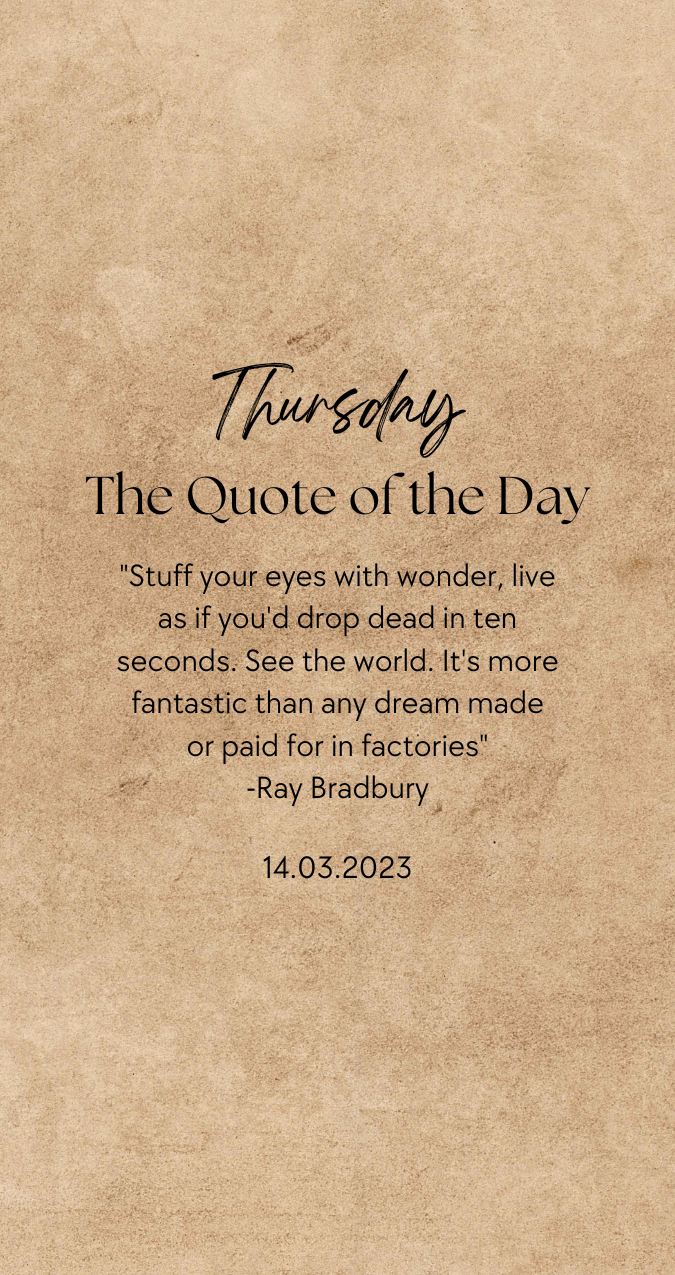 Thursday
The Quote of the Day
"Stuff your eyes with wonder, live
as if you'd drop dead in ten
seconds. See the world. It's more
fantastic than any dream made
or paid for in factories"
-Ray Bradbury
14.03.2023